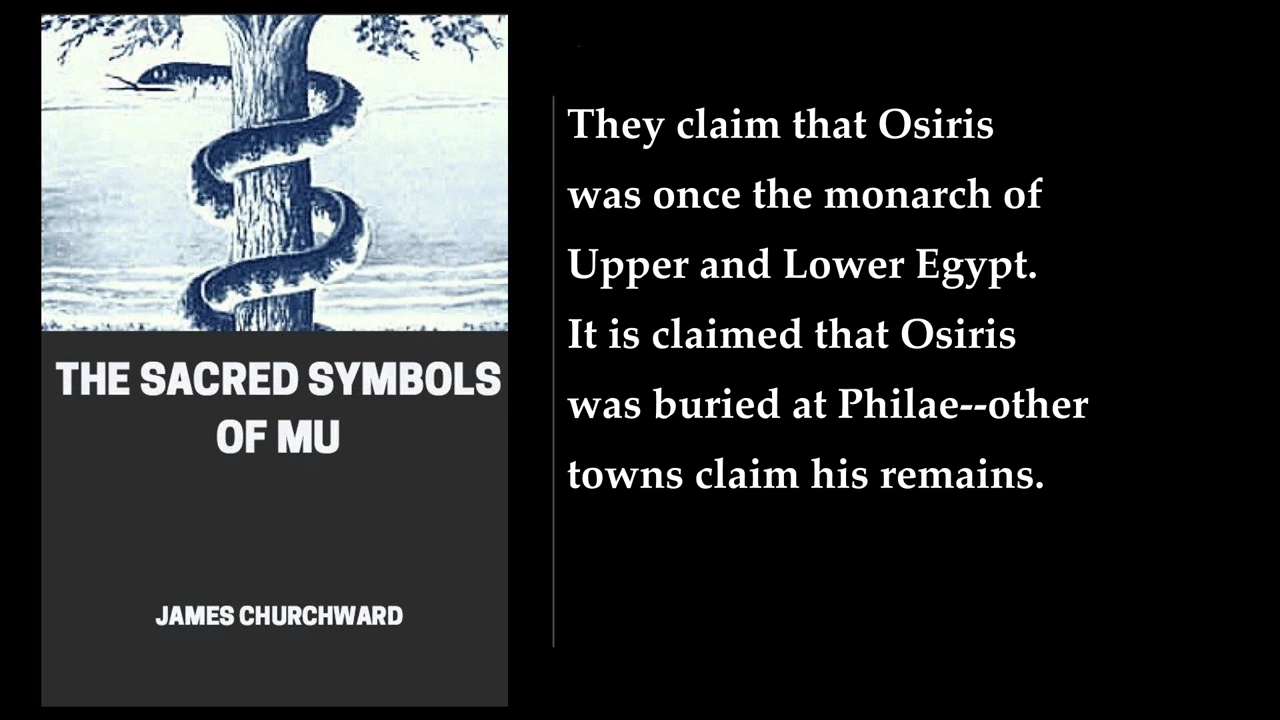 THE SACRED SYMBOLS
OF MU
JAMES CHURCHWARD
They claim that Osiris
was once the monarch of
Upper and Lower Egypt.
It is claimed that Osiris
was buried at Philae--other
towns claim his remains.